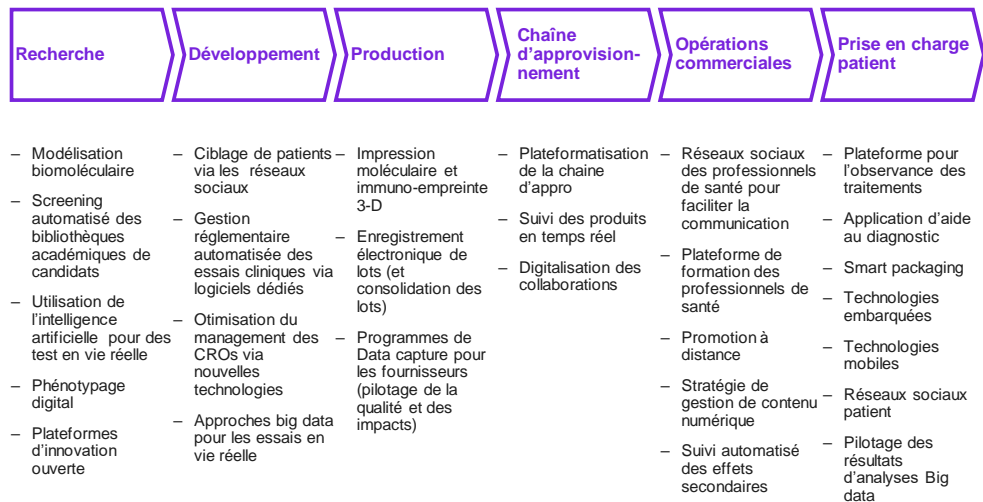 Recherche
Développement
Production
Chaîne
d'approvision-
nement
Opérations
commerciales
Prise en charge
patient
– Modélisation
biomoléculaire
– Screening
automatisé des
bibliothèques
académiques de
candidats
– Utilisation de
l'intelligence
artificielle pour des
test en vie réelle
– Phénotypage
digital
– Plateformes
d'innovation
ouverte
– Ciblage de patients
via les réseaux
sociaux
– Gestion
réglementaire
automatisée des
essais cliniques via
logiciels dédiés
– Otimisation du
management des
CROs via
nouvelles
technologies
– Approches big data
pour les essais en
vie réelle
– Impression
moléculaire et
immuno-empreinte
3-D
– Enregistrement
électronique de
lots (et
consolidation des
lots)
– Programmes de
Data capture pour
les fournisseurs
(pilotage de la
qualité et des
impacts)
– Plateformatisation
de la chaine
d'appro
– Suivi des produits
en temps réel
– Digitalisation des
collaborations
– Réseaux sociaux
des professionnels
de santé pour
faciliter la
communication
– Plateforme de
formation des
professionnels de
santé
– Promotion à
distance
– Stratégie de
gestion de contenu
numérique
– Suivi automatisé
des effets
secondaires
– Plateforme pour
l'observance des
traitements
– Application d'aide
au diagnostic
– Smart packaging
– Technologies
embarquées
– Technologies
mobiles
– Réseaux sociaux
patient
– Pilotage des
résultats
d'analyses Big
data